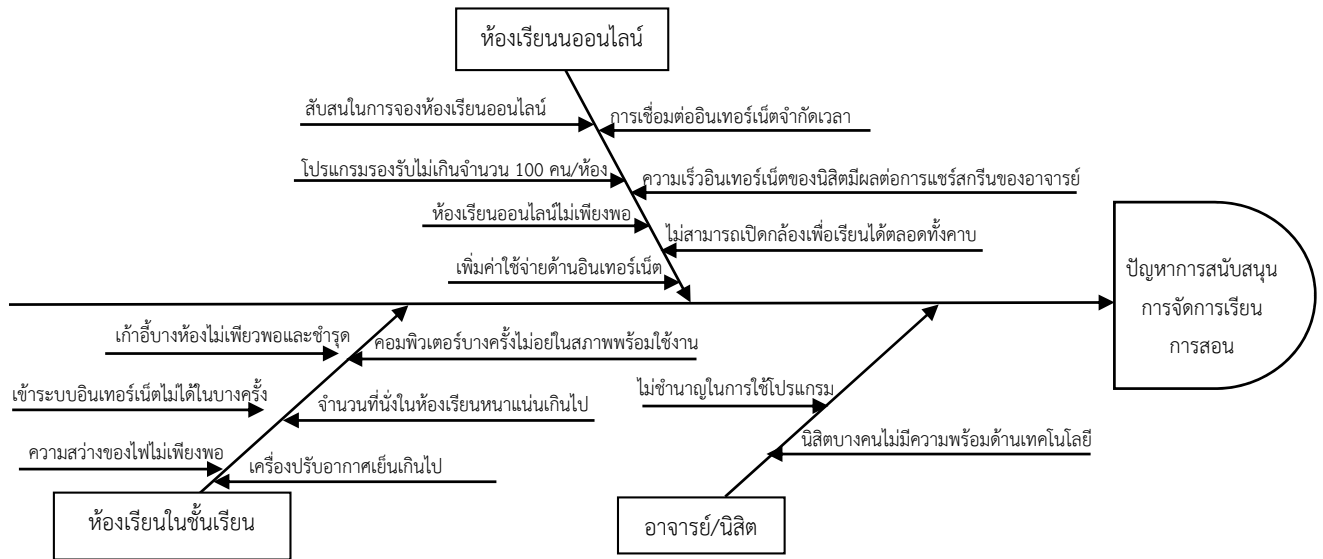 ห้องเรียนนออนไลน์
สับสนในการจองห้องเรียนออนไลน์
การเชื่อมต่ออินเทอร์เน็ตจำกัดเวลา
โปรแกรมรองรับไม่เกินจำนวน 100 คน/ห้อง
ความเร็วอินเทอร์เน็ตของนิสิตมีผลต่อการแชร์สกรีนของอาจารย์
ห้องเรียนออนไลน์ไม่เพียงพอ
ไม่สามารถเปิดกล้องเพื่อเรียนได้ตลอดทั้งคาบ
เพิ่มค่าใช้จ่ายด้านอินเทอร์เน็ต
ปัญหาการสนับสนุน
การจัดการเรียน
การสอน
เก้าอี้บางห้องไม่เพียวพอและชำรุด
คอมพิวเตอร์บางครั้งไม่อยู่ในสภาพพร้อมใช้งาน
เข้าระบบอินเทอร์เน็ตไม่ได้ในบางครั้ง
จำนวนที่นั่งในห้องเรียนหนาแน่นเกินไป
ความสว่างของไฟไม่เพียงพอ
เครื่องปรับอากาศเย็นเกินไป
ห้องเรียนในชั้นเรียน
ไม่ชำนาญในการใช้โปรแกรม
นิสิตบางคนไม่มีความพร้อมด้านเทคโนโลยี
อาจารย์/นิสิต